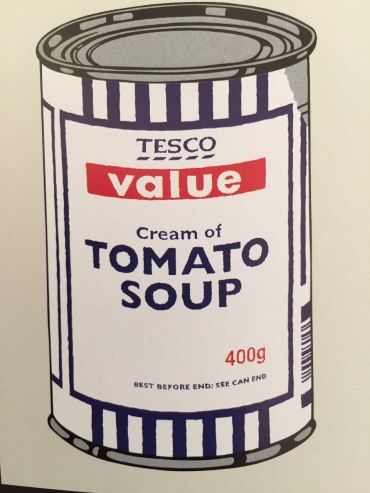 TESCO
value
Cream of
TOMATO
SOUP
400g
BEST BEFORE END: SEE CAN END